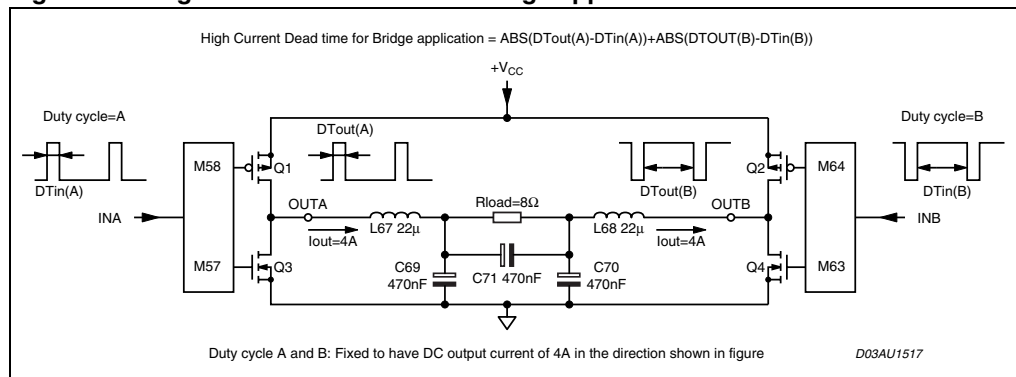 High Current Dead time for Bridge application = ABS(DTout(A)-DTin(A))+ABS(DTOUT(B)-DTin(B))
+VCC
Duty cycle=A
DTout(A)
Duty cycle=B
M58
Q1
Q2
M64
DTin(A)
DTout(B)
DTin(B)
INA
OUTA
Rload=8Ω
OUTB
INB
Iout=4A
L67 22μ
L68 22μ
Iout=4A
M57
Q3
C69
470nF
C71 470nF
C70
470nF
Q4
M63
Duty cycle A and B: Fixed to have DC output current of 4A in the direction shown in figure
D03AU1517